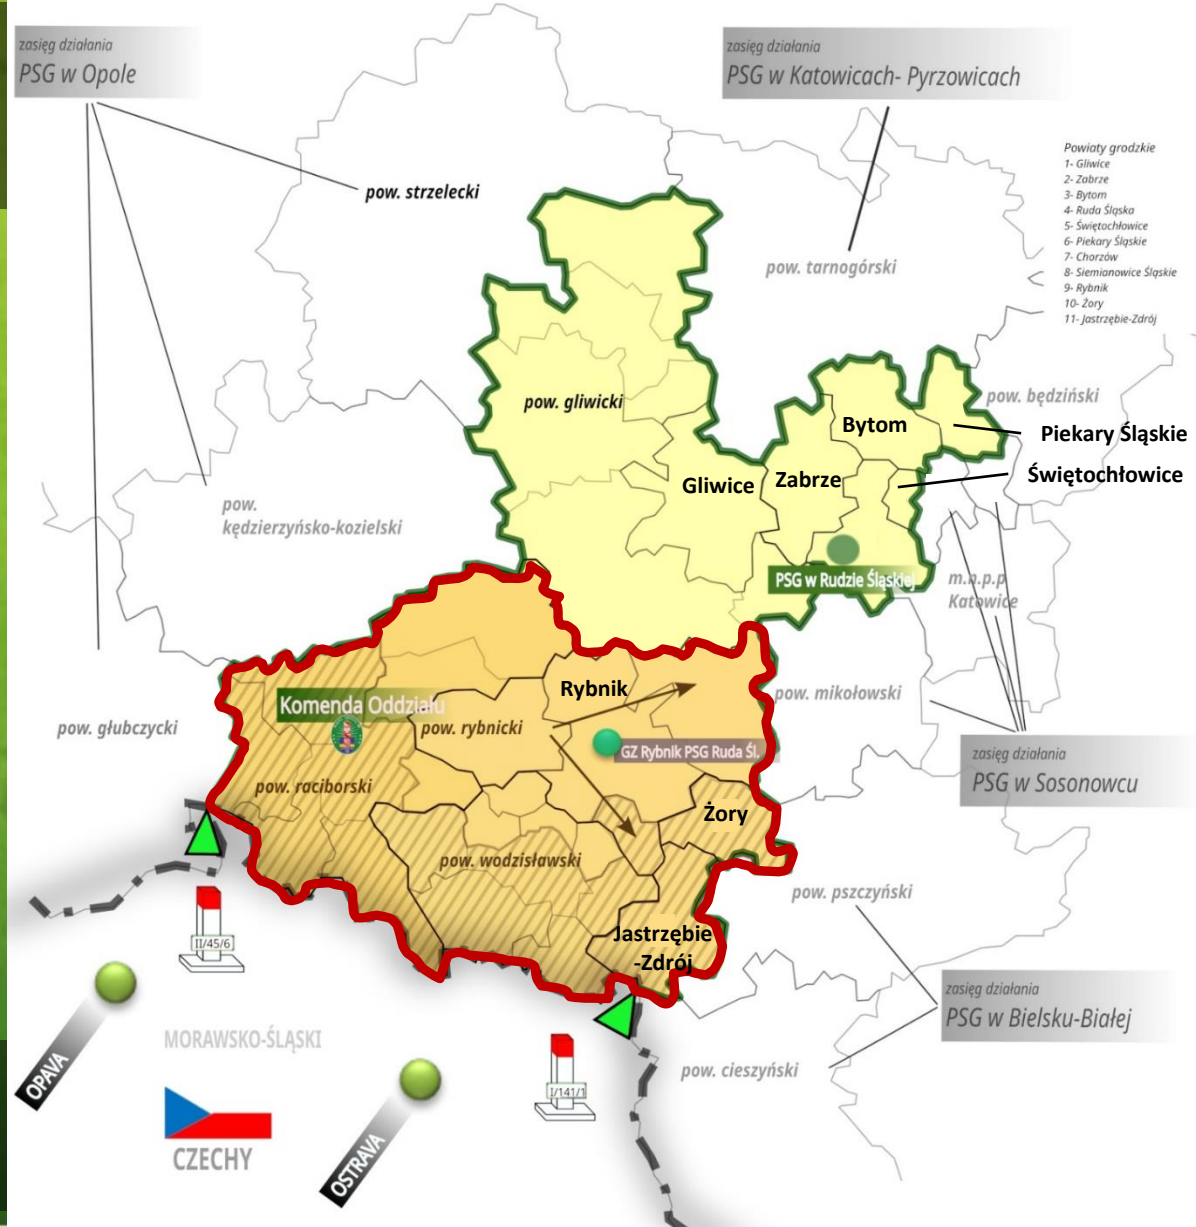 zasięg działania
PSG w Opole
zasięg działania
PSG w Katowicach- Pyrzowicach
Powiaty grodzkie
1- Gliwice
2- Zabrze
3- Bytom
4- Ruda Śląska
5- Świętochłowice
6- Piekary Śląskie
7- Chorzów
8- Siemianowice Śląskie
9- Rybnik
10- Żory
11- Jastrzębie-Zdrój
pow. strzelecki
pow. tarnogórski
pow. gliwicki
pow. będziński
Bytom
Piekary Śląskie
Świętochłowice
Gliwice
Zabrze
pow.
kędzierzyńsko-kozielski
PSG w Rudzie Śląskiej
m.n.p.p
Katowice
Rybnik
pow. mikołowski
Komenda Oddziału
pow. głubczycki
pow. rybnicki
GZ Rybnik PSG Ruda Śl.
zasięg działania
PSG w Sosonowcu
pow. raciborski
Żory
pow. wodzisławski
pow. pszczyński
Jastrzębie
-Zdrój
II/45/6
zasięg działania
PSG w Bielsku-Białej
MORAWSKO-ŚLĄSKI
OPAVA
pow. cieszyński
I/141/1
CZECHY
OSTRAVA